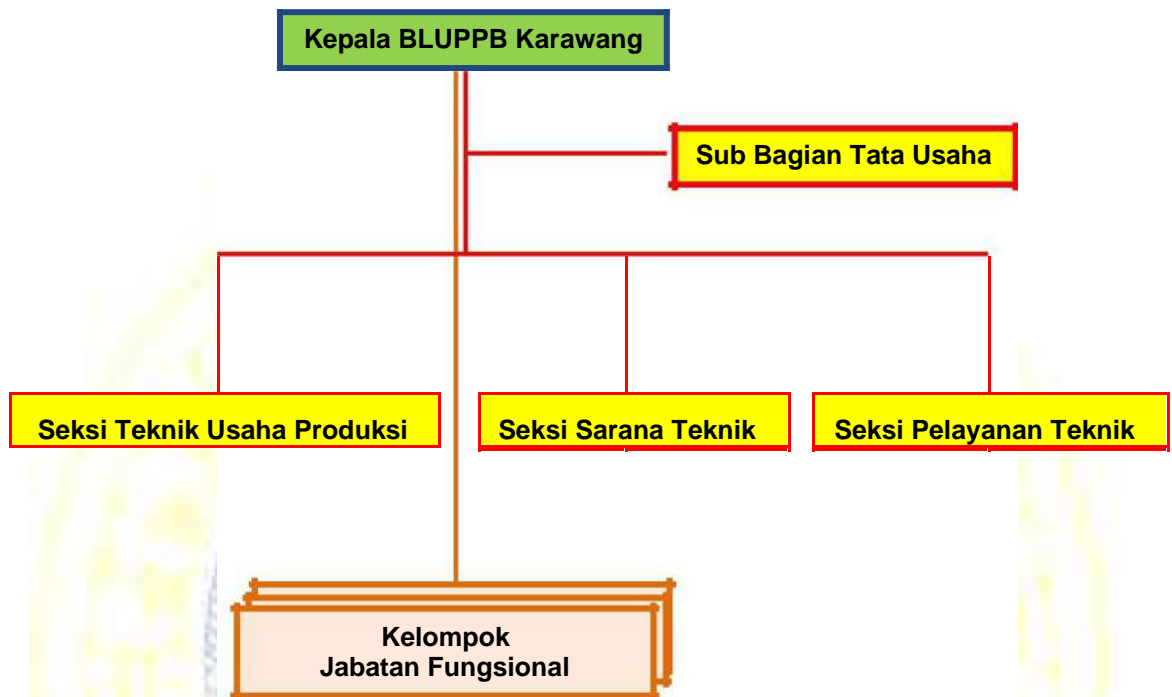 Kepala BLUPPB Karawang
Sub Bagian Tata Usaha
Seksi Teknik Usaha Produksi
Seksi Sarana Teknik
Seksi Pelayanan Teknik
Kelompok
Jabatan Fungsional